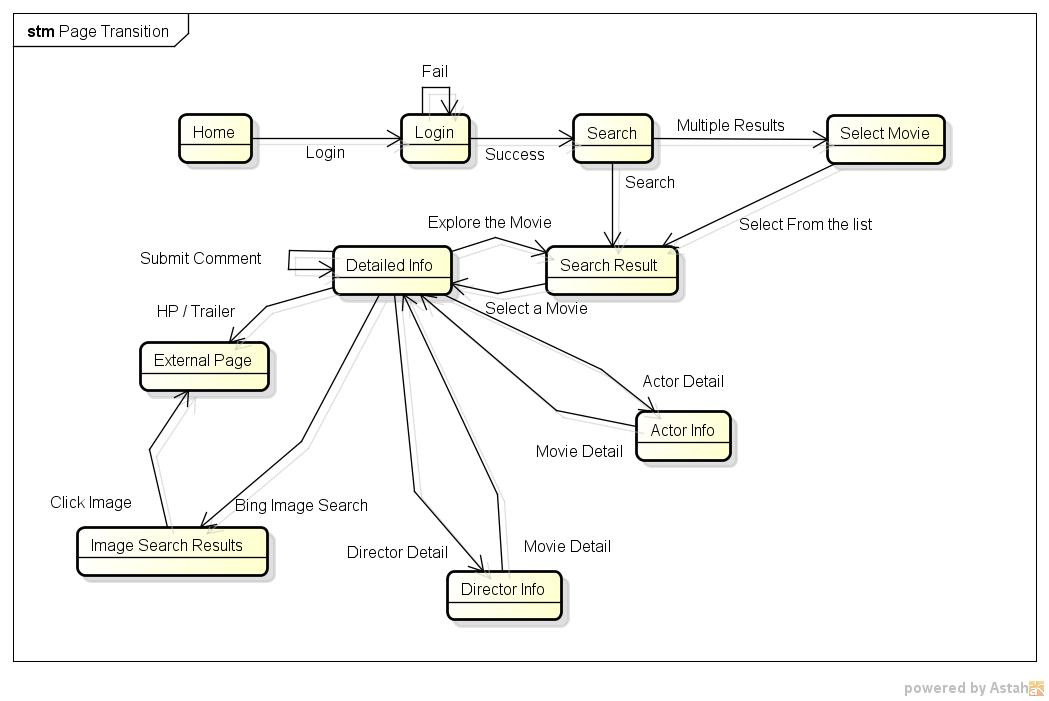 stm Page Transition
Fail
Home
Login
Search
Multiple Results
Select Movie
Login
Success
Search
Explore the Movie
Select From the list
Submit Comment
Detailed Info
Search Result
HP / Trailer
Select a Movie
External Page
Actor Detail
Actor Info
Movie Detail
Click Image
Bing Image Search
Image Search Results
Director Detail
Movie Detail
Director Info
powered by Astah